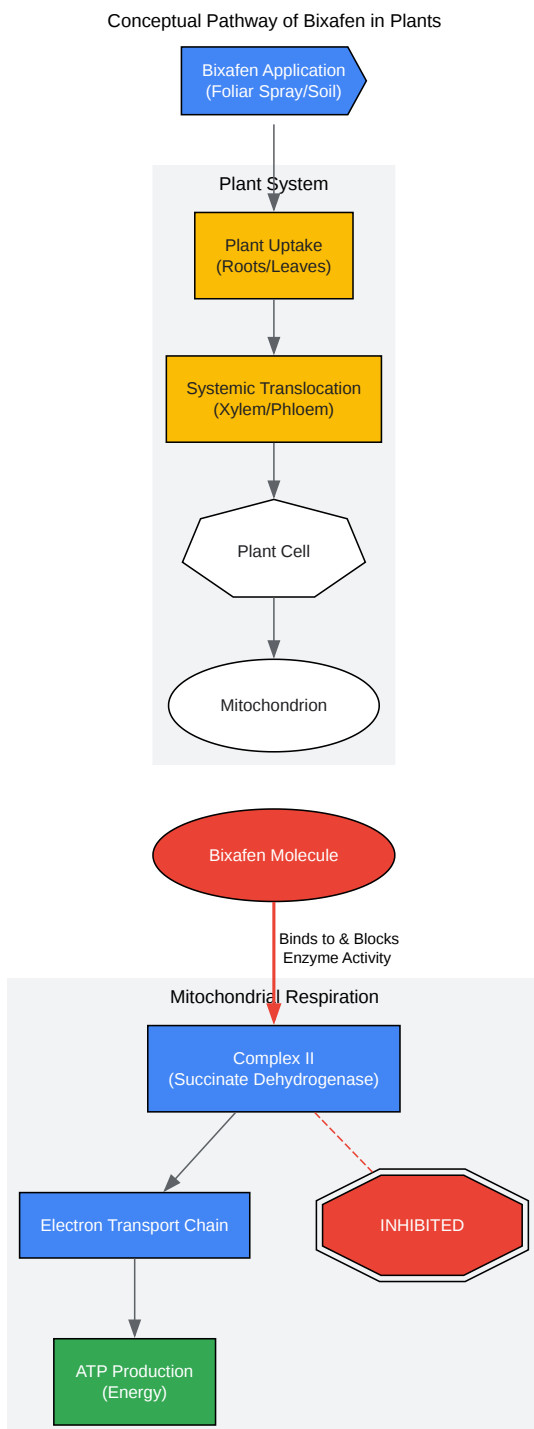 Conceptual Pathway of Bixafen in Plants
Bixafen Application
(Foliar Spray/Soil)
Plant System
Plant Uptake
(Roots/Leaves)
Systemic Translocation
(Xylem/Phloem)
Plant Cell
Mitochondrion
Bixafen Molecule
Binds to & Blocks
Enzyme Activity
Mitochondrial Respiration
Complex II
(Succinate Dehydrogenase)
Electron Transport Chain
INHIBITED
ATP Production
(Energy)